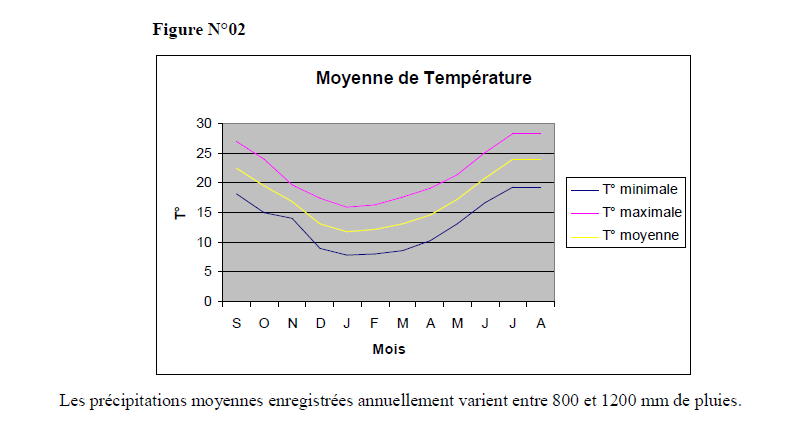 Figure N°02
Moyenne de Température
30
25
20
15
10
5
0
T°
S O N D J F M A M J J A
Mois
T° minimale
T° maximale
T° moyenne
Les précipitations moyennes enregistrées annuellement varient entre 800 et 1200 mm de pluies.